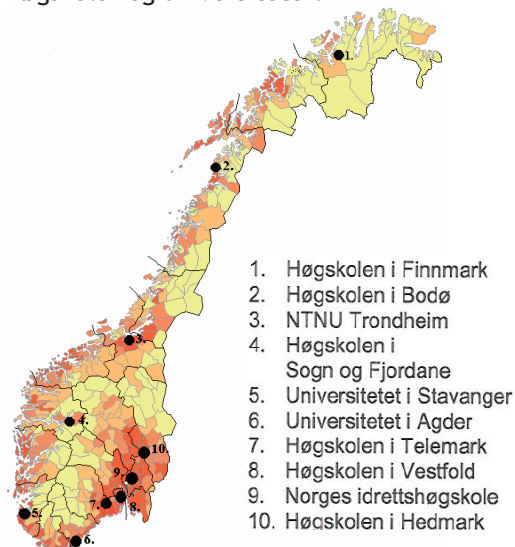 1.
2.
3.
4.
5.
6.
7.
8.
9.
10.
1. Høgskolen i Finnmark
2. Høgskolen i Bodø
3. NTNU Trondheim
4. Høgskolen i
Sogn og Fjordane
5. Universitetet i Stavanger
6. Universitetet i Agder
7. Høgskolen i Telemark
8. Høgskolen i Vestfold
9. Norges idrettshøgskole
10. Høgskolen i Hedmark